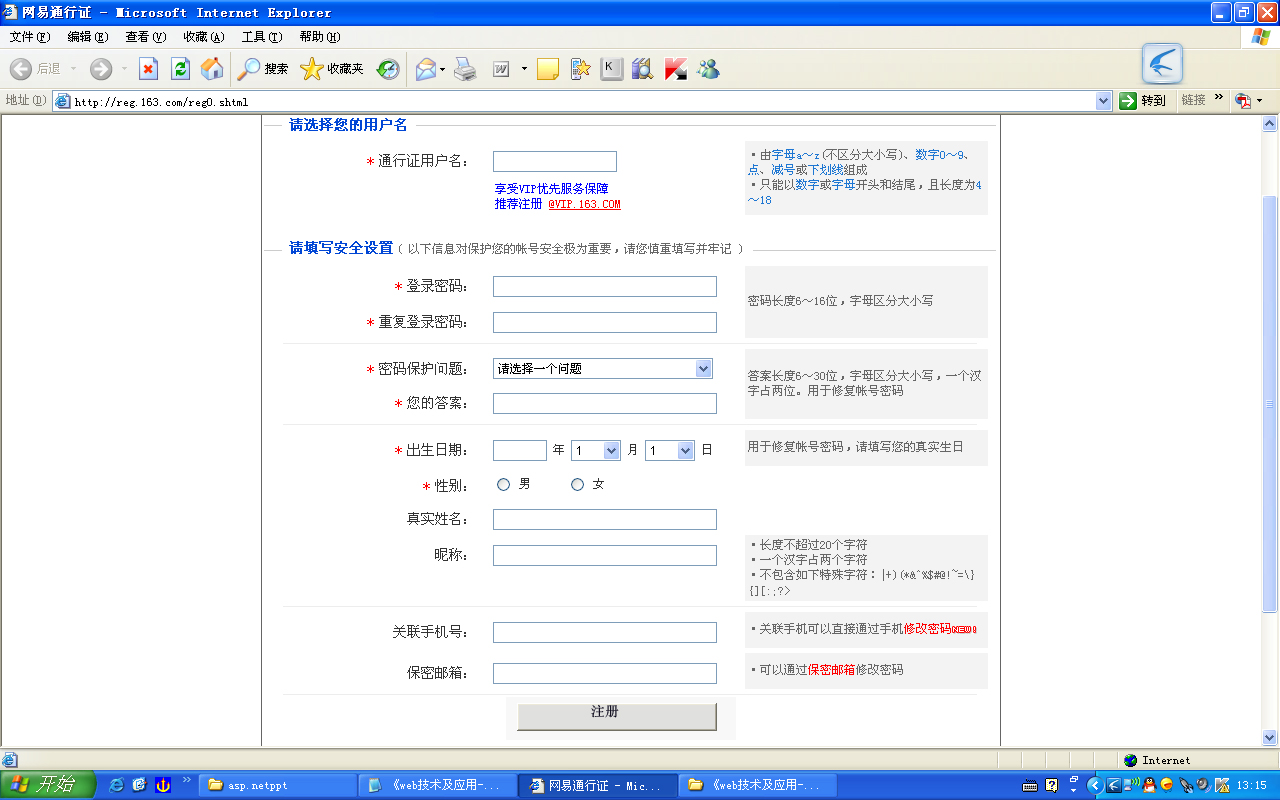 网易通行证 - Microsoft Internet Explorer
文件(F) 编辑(E) 查看(V) 收藏(A) 工具(T) 帮助(H)
后退 搜索 收藏夹
地址(D) http://reg.163.com/reg0.shtml 转到 链接 »
请选择您的用户名
* 通行证用户名：
▪由字母a～z(不区分大小写)、数字0～9、
点、减号或下划线组成
▪只能以数字或字母开头和结尾，且长度为4
～18
享受VIP优先服务保障
推荐注册 @VIP.163.COM
请填写安全设置（ 以下信息对保护您的帐号安全极为重要，请您慎重填写并牢记 ）
* 登录密码：
密码长度6～16位，字母区分大小写
* 重复登录密码：
* 密码保护问题： 请选择一个问题
答案长度6～30位，字母区分大小写，一个汉
字占两位。用于修复帐号密码
* 您的答案：
* 出生日期： 年 1 月 1 日
用于修复帐号密码，请填写您的真实生日
* 性别： 男 女
真实姓名：
昵称：
▪长度不超过20个字符
▪一个汉字占两个字符
▪不包含如下特殊字符：|+)(*&^%$#@!~=\}
{][:;?>
关联手机号：
▪关联手机可以直接通过手机修改密码NEW!
保密邮箱：
▪可以通过保密邮箱修改密码
注册
Internet
开始 » asp.netppt 《web技术及应用-... 网易通行证 - Mic... 《web技术及应用-... 13:15